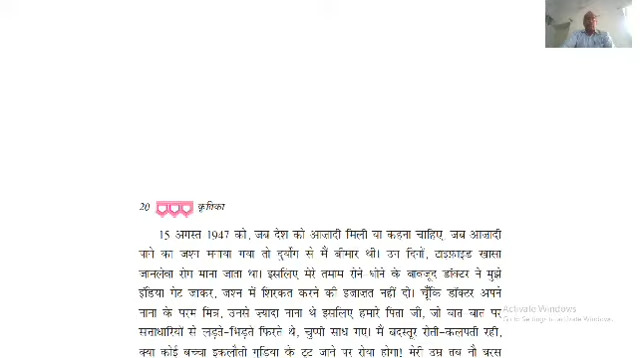 20 कृतिका
15 अगस्त 1947 को, जब देश को आज़ादी मिली या कहना चाहिए, जब आज़ादी
पाने का जश्न मनाया गया तो दुर्योग से मैं बीमार थी। उन दिनों, टाइफ़ाइड खासा
जानलेवा रोग माना जाता था। इसलिए मेरे तमाम रोने-धोने के बावजूद डॉक्टर ने मुझे
इंडिया गेट जाकर, जश्न में शिरकत करने की इजाज़त नहीं दी। चूँकि डॉक्टर अपने
नाना के परम मित्र, उनसे ज्यादा नाना थे इसलिए हमारे पिता जी, जो बात बात पर
सत्ताधारियों से लड़ते-भिड़ते फिरते थे, चुप्पी साध गए। मैं बदस्तूर रोती-कलपती रही,
क्या कोई बच्चा इकलौती गुड़िया के टूट जाने पर रोया होगा! मेरी उम्र तब नौ बरस
Activate Windows
Go to Settings to activate Windows.